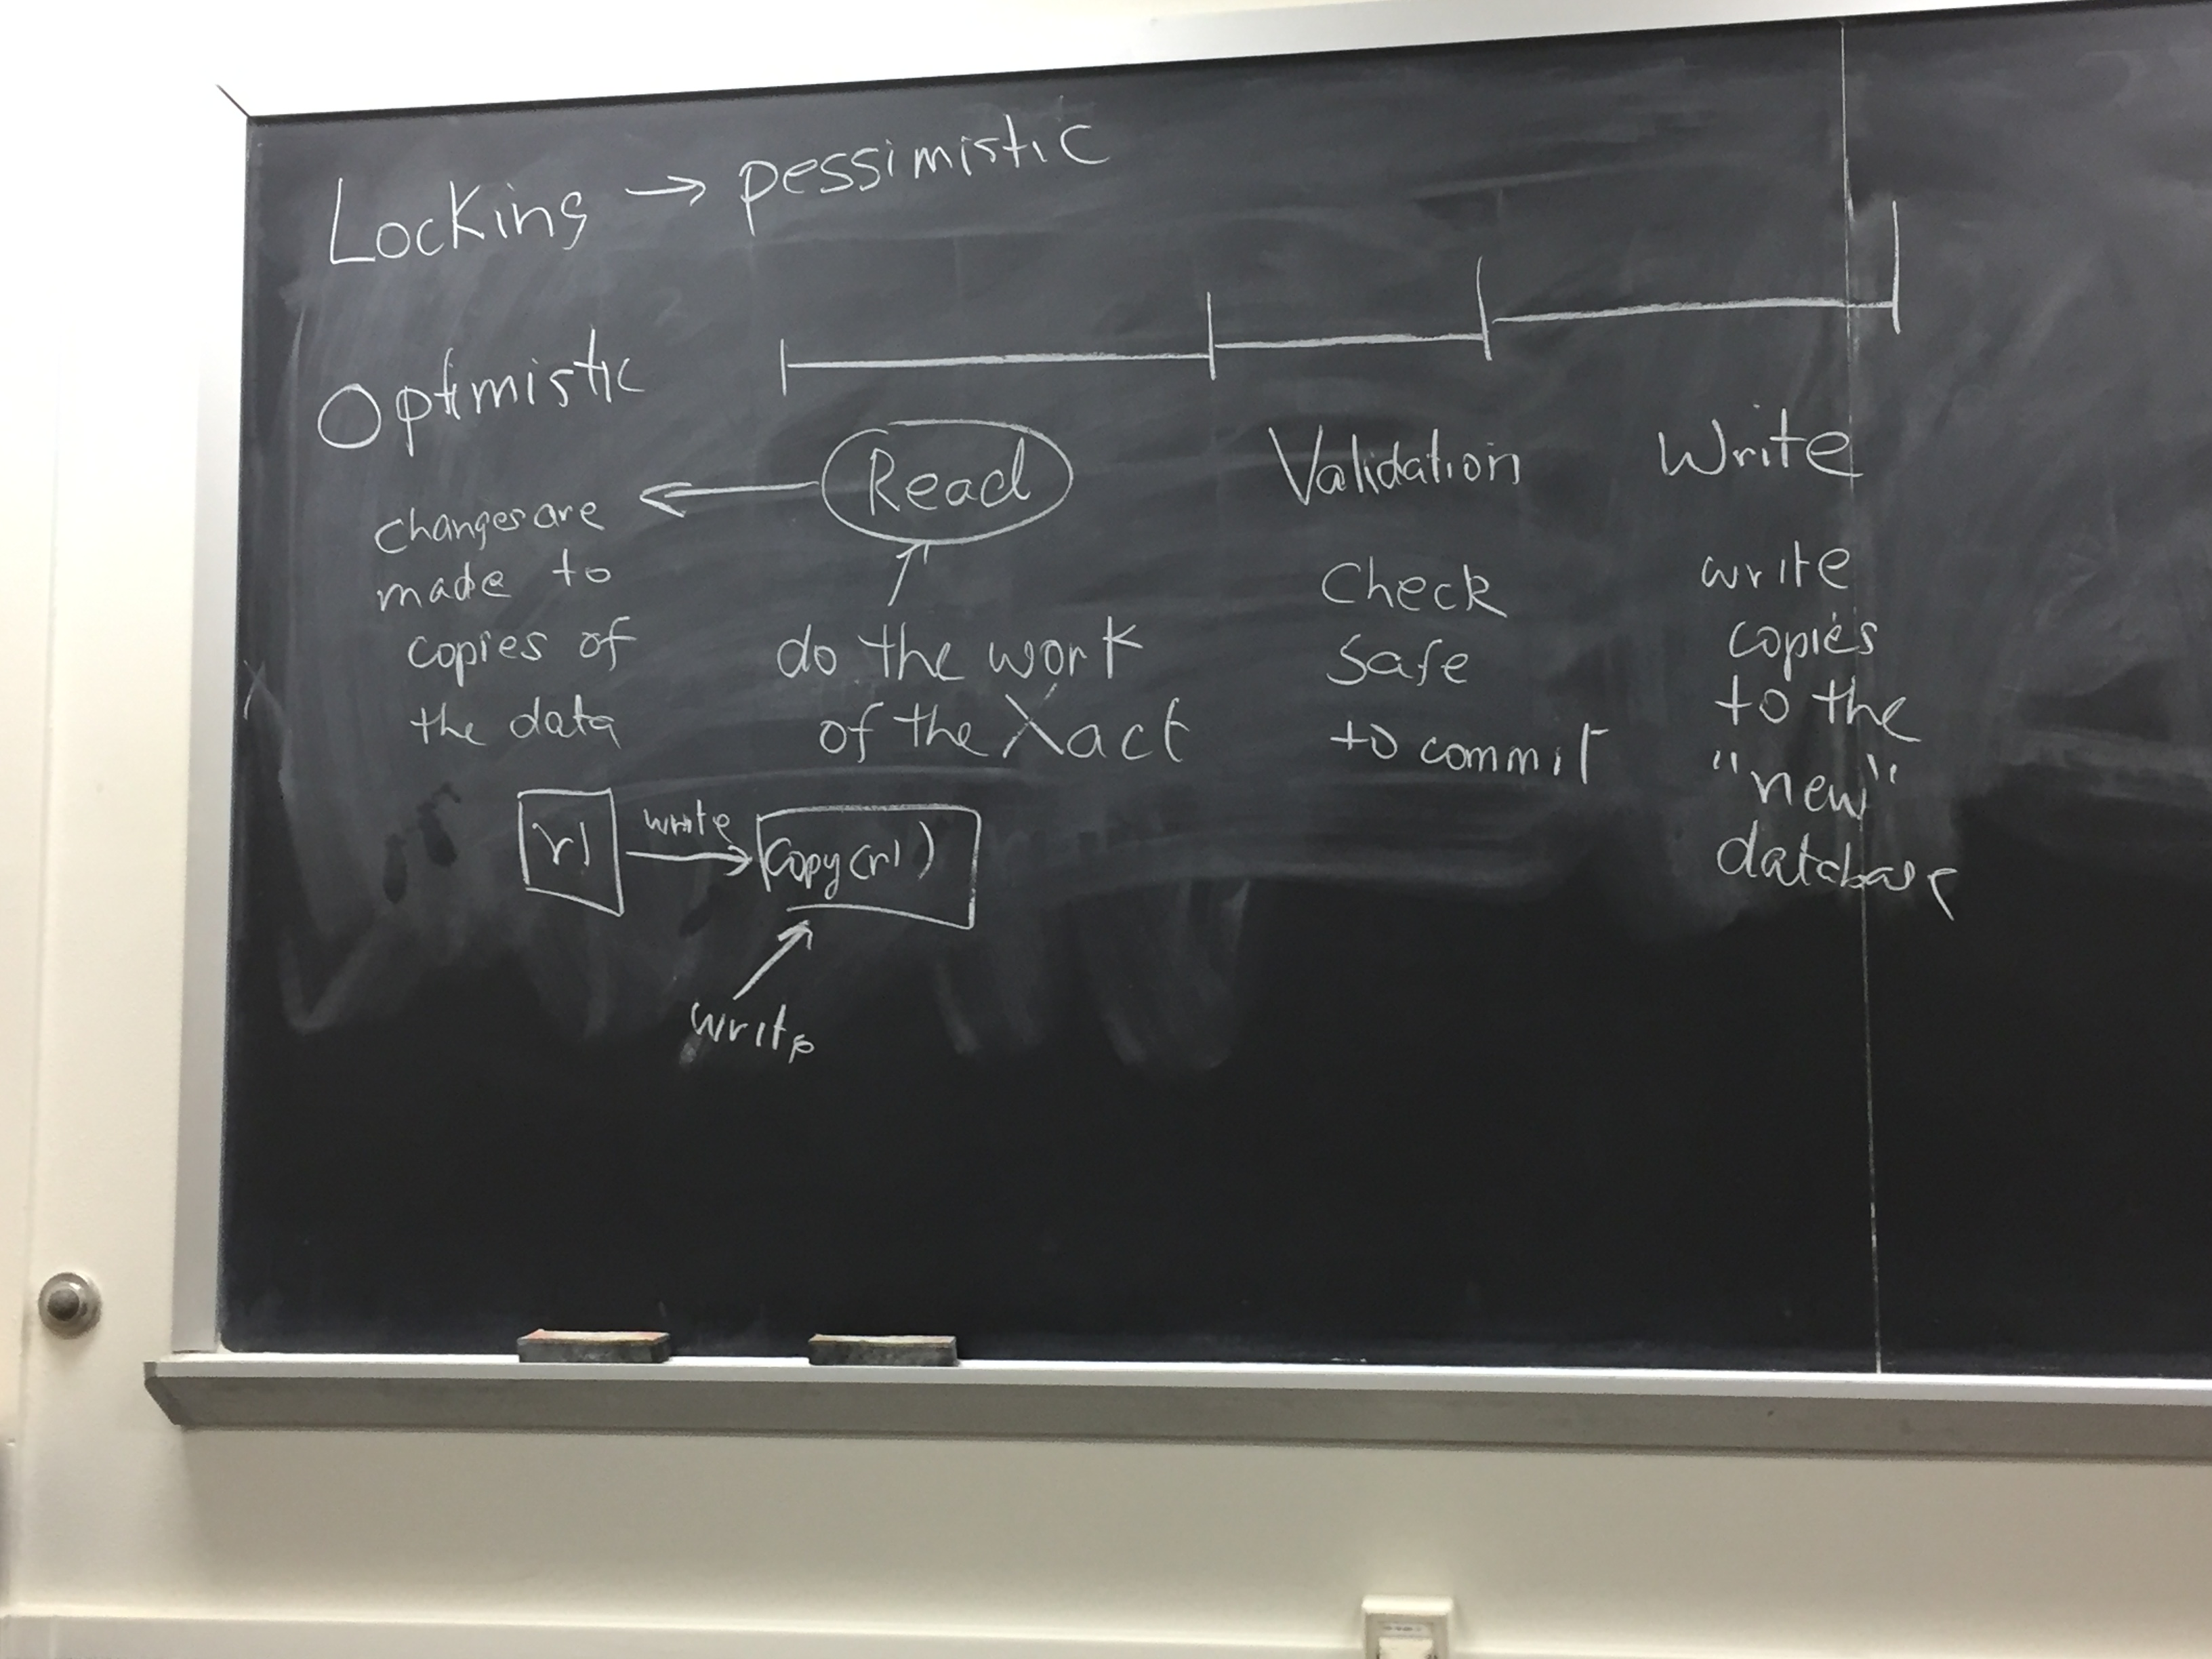 Locking → pessimistic
Optimistic
Read
Validation
Write
changes are
made to
copies of
the data
do the work
of the Xact
Check
Safe
to commit
write
copies
to the
"new"
database
r1
write
copy(r1)
write